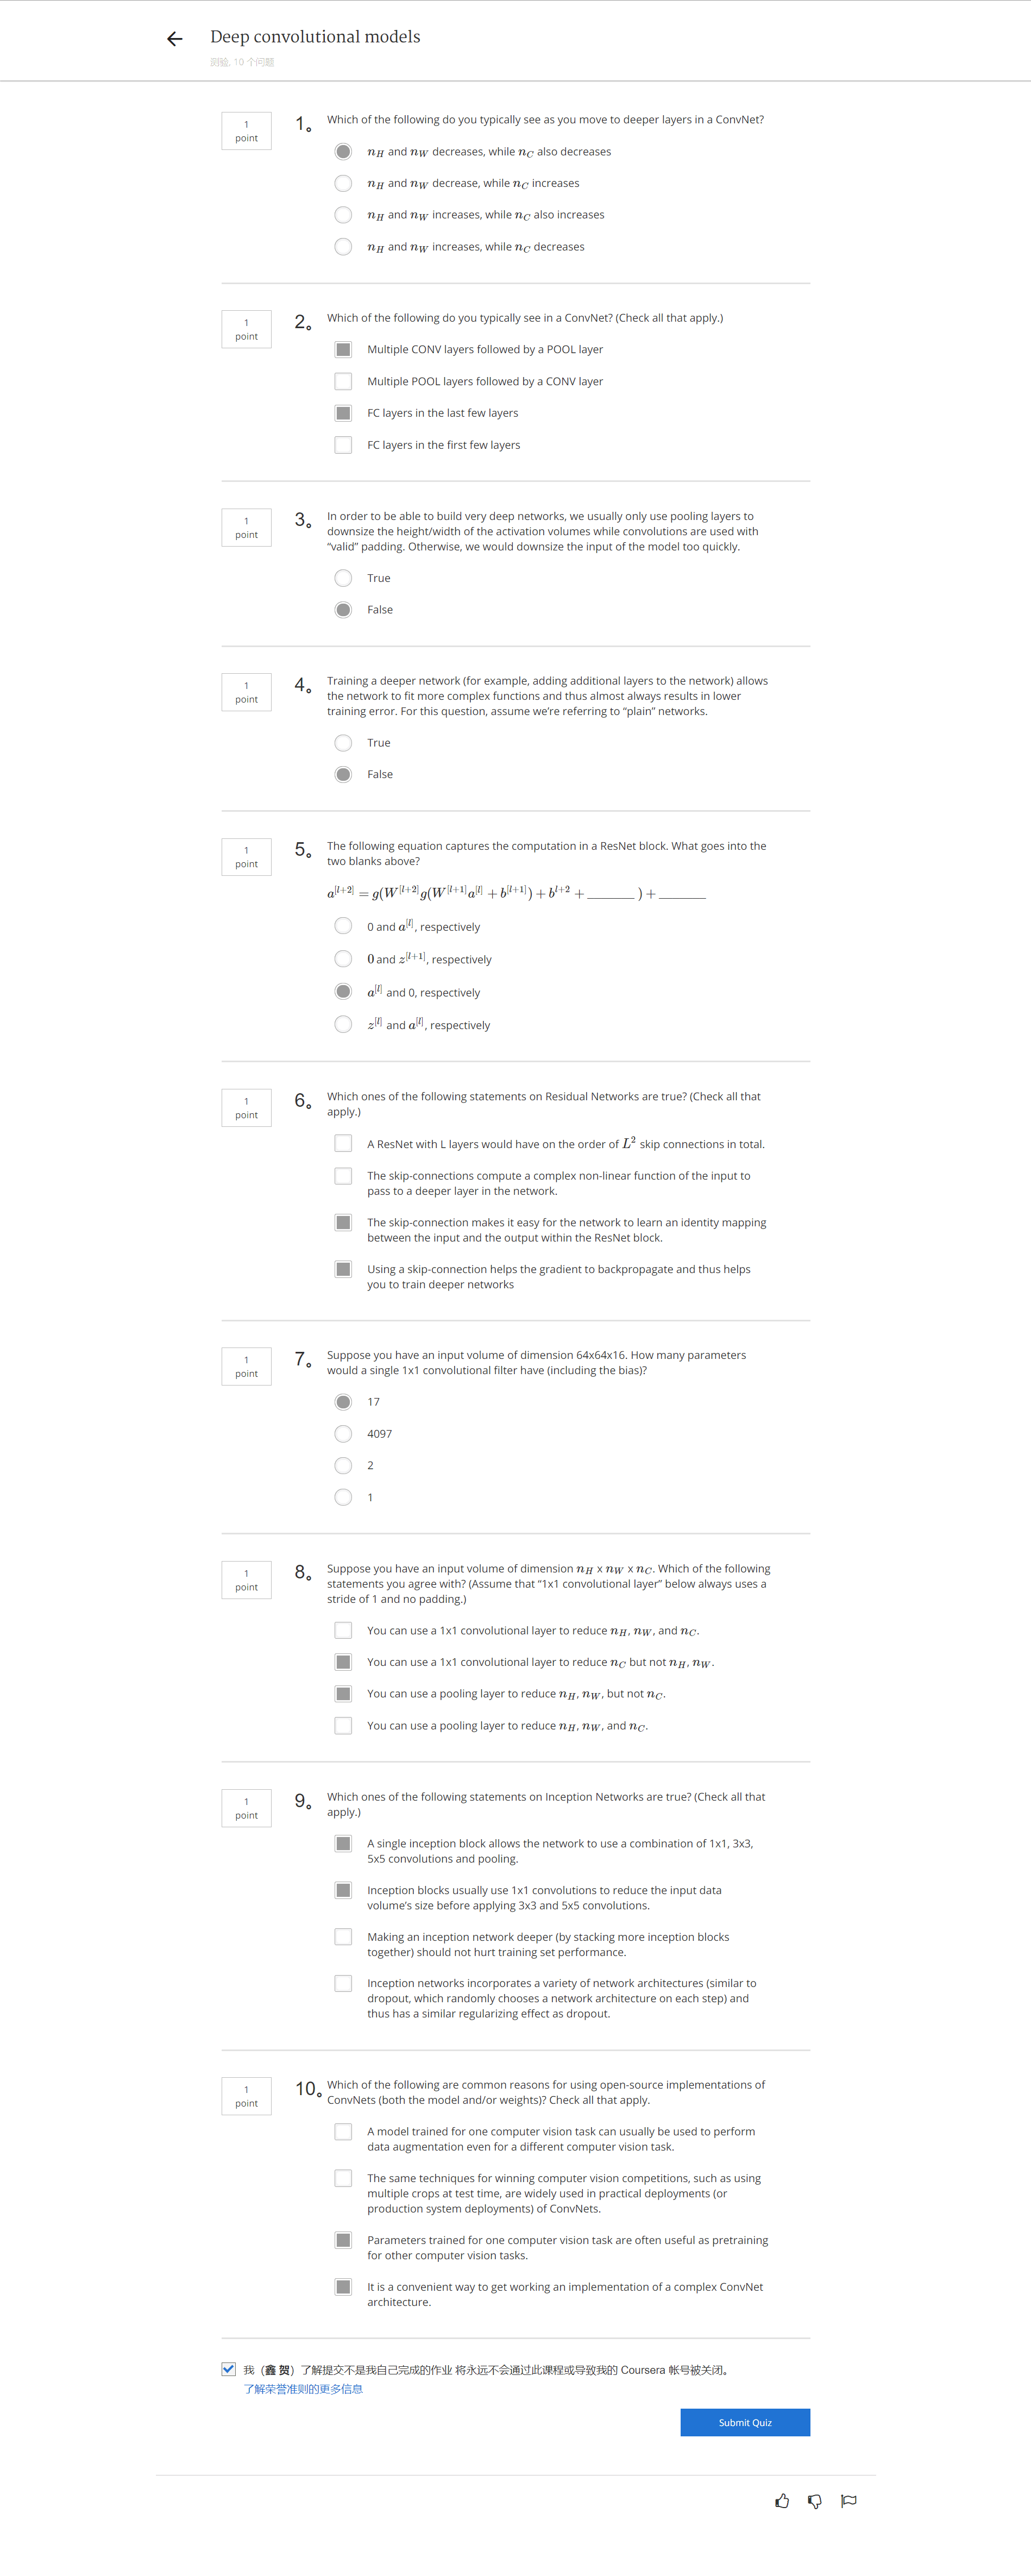 Deep convolutional models
测验, 10 个问题
1
point
1。
Which of the following do you typically see as you move to deeper layers in a ConvNet?
n_H and n_W decreases, while n_C also decreases
n_H and n_W decrease, while n_C increases
n_H and n_W increases, while n_C also increases
n_H and n_W increases, while n_C decreases
1
point
2。
Which of the following do you typically see in a ConvNet? (Check all that apply.)
Multiple CONV layers followed by a POOL layer
Multiple POOL layers followed by a CONV layer
FC layers in the last few layers
FC layers in the first few layers
1
point
3。
In order to be able to build very deep networks, we usually only use pooling layers to
downsize the height/width of the activation volumes while convolutions are used with
“valid” padding. Otherwise, we would downsize the input of the model too quickly.
True
False
1
point
4。
Training a deeper network (for example, adding additional layers to the network) allows
the network to fit more complex functions and thus almost always results in lower
training error. For this question, assume we’re referring to “plain” networks.
True
False
1
point
5。
The following equation captures the computation in a ResNet block. What goes into the
two blanks above?
a^[l+2] = g(W^[l+2] g(W^[l+1] a^[l] + b^[l+1]) + b^l+2 + _______ ) + _______
0 and a^[l], respectively
0 and z^[l+1], respectively
a^[l] and 0, respectively
z^[l] and a^[l], respectively
1
point
6。
Which ones of the following statements on Residual Networks are true? (Check all that
apply.)
A ResNet with L layers would have on the order of L² skip connections in total.
The skip-connections compute a complex non-linear function of the input to
pass to a deeper layer in the network.
The skip-connection makes it easy for the network to learn an identity mapping
between the input and the output within the ResNet block.
Using a skip-connection helps the gradient to backpropagate and thus helps
you to train deeper networks
1
point
7。
Suppose you have an input volume of dimension 64x64x16. How many parameters
would a single 1x1 convolutional filter have (including the bias)?
17
4097
2
1
1
point
8。
Suppose you have an input volume of dimension n_H x n_W x n_C. Which of the following
statements you agree with? (Assume that “1x1 convolutional layer” below always uses a
stride of 1 and no padding.)
You can use a 1x1 convolutional layer to reduce n_H, n_W, and n_C.
You can use a 1x1 convolutional layer to reduce n_C but not n_H, n_W.
You can use a pooling layer to reduce n_H, n_W, but not n_C.
You can use a pooling layer to reduce n_H, n_W, and n_C.
1
point
9。
Which ones of the following statements on Inception Networks are true? (Check all that
apply.)
A single inception block allows the network to use a combination of 1x1, 3x3,
5x5 convolutions and pooling.
Inception blocks usually use 1x1 convolutions to reduce the input data
volume’s size before applying 3x3 and 5x5 convolutions.
Making an inception network deeper (by stacking more inception blocks
together) should not hurt training set performance.
Inception networks incorporates a variety of network architectures (similar to
dropout, which randomly chooses a network architecture on each step) and
thus has a similar regularizing effect as dropout.
1
point
10。
Which of the following are common reasons for using open-source implementations of
ConvNets (both the model and/or weights)? Check all that apply.
A model trained for one computer vision task can usually be used to perform
data augmentation even for a different computer vision task.
The same techniques for winning computer vision competitions, such as using
multiple crops at test time, are widely used in practical deployments (or
production system deployments) of ConvNets.
Parameters trained for one computer vision task are often useful as pretraining
for other computer vision tasks.
It is a convenient way to get working an implementation of a complex ConvNet
architecture.
我（鑫 贺）了解提交不是我自己完成的作业 将永远不会通过此课程或导致我的 Coursera 帐号被关闭。
了解荣誉准则的更多信息
Submit Quiz